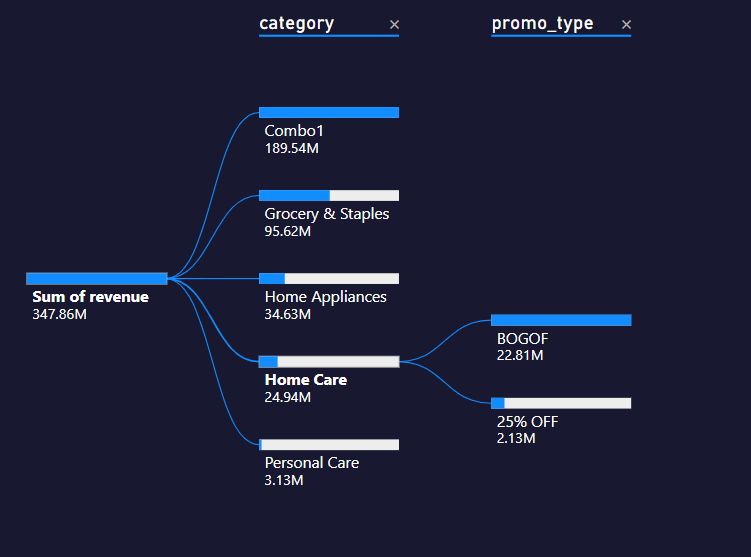 category ×
promo_type ×
Combo1
189.54M
Grocery & Staples
95.62M
Sum of revenue
347.86M
Home Appliances
34.63M
Home Care
24.94M
Personal Care
3.13M
BOGOF
22.81M
25% OFF
2.13M